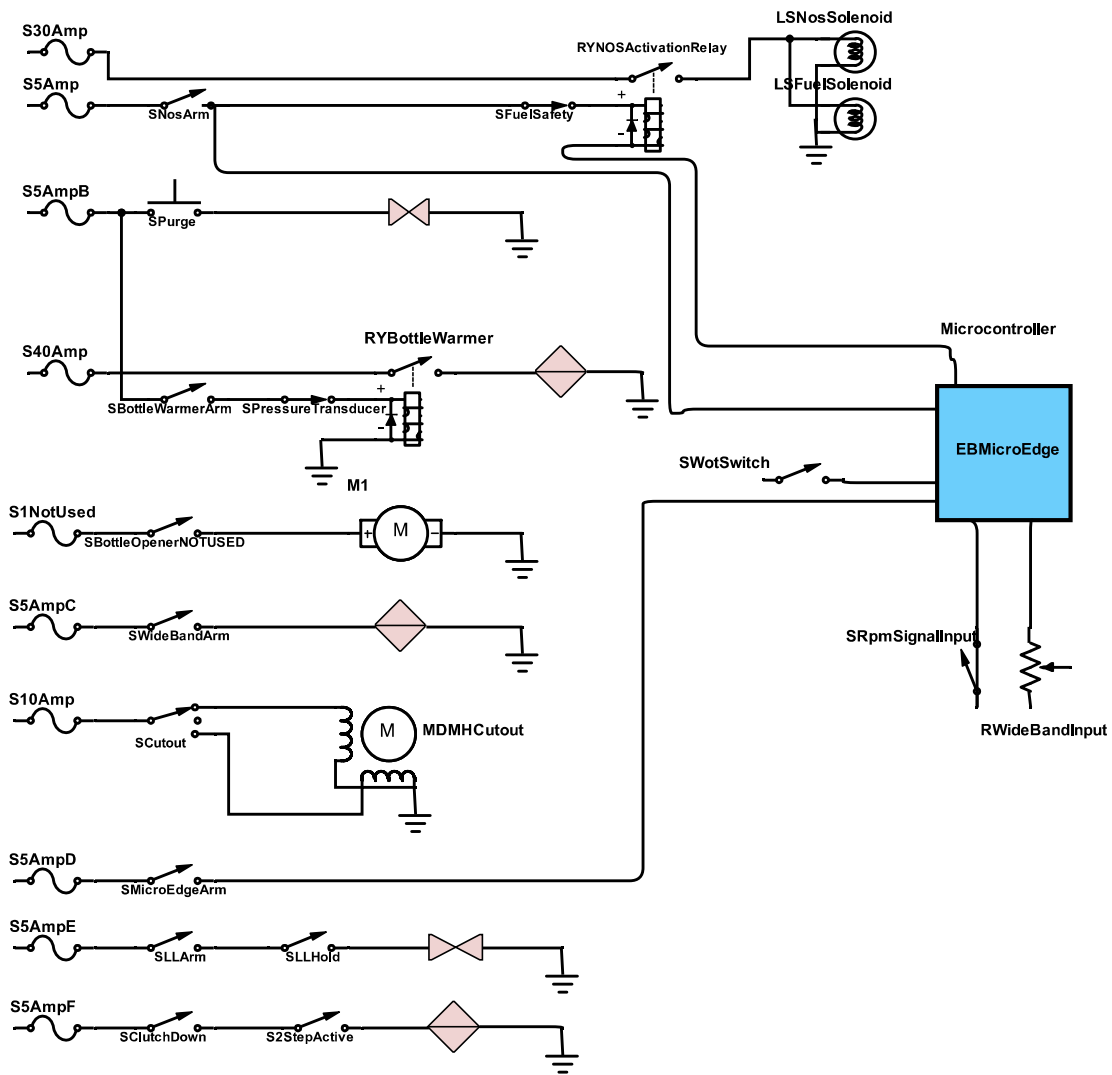 LSNosSolenoid
S30Amp
RYNOSActivationRelay
S5Amp
LSFuelSolenoid
+
SNosArm
SFuelSafety
-
S5AmpB
SPurge
Microcontroller
RYBottleWarmer
S40Amp
+
SBottleWarmerArm
SPressureTransducer
-
EBMicroEdge
SWotSwitch
M1
S1NotUsed
+ M -
SBottleOpenerNOTUSED
S5AmpC
SWideBandArm
SRpmSignalInput
S10Amp
M
MDMHCutout
RWideBandInput
SCutout
S5AmpD
SMicroEdgeArm
S5AmpE
SLLArm
SLLHold
S5AmpF
SClutchDown
S2StepActive